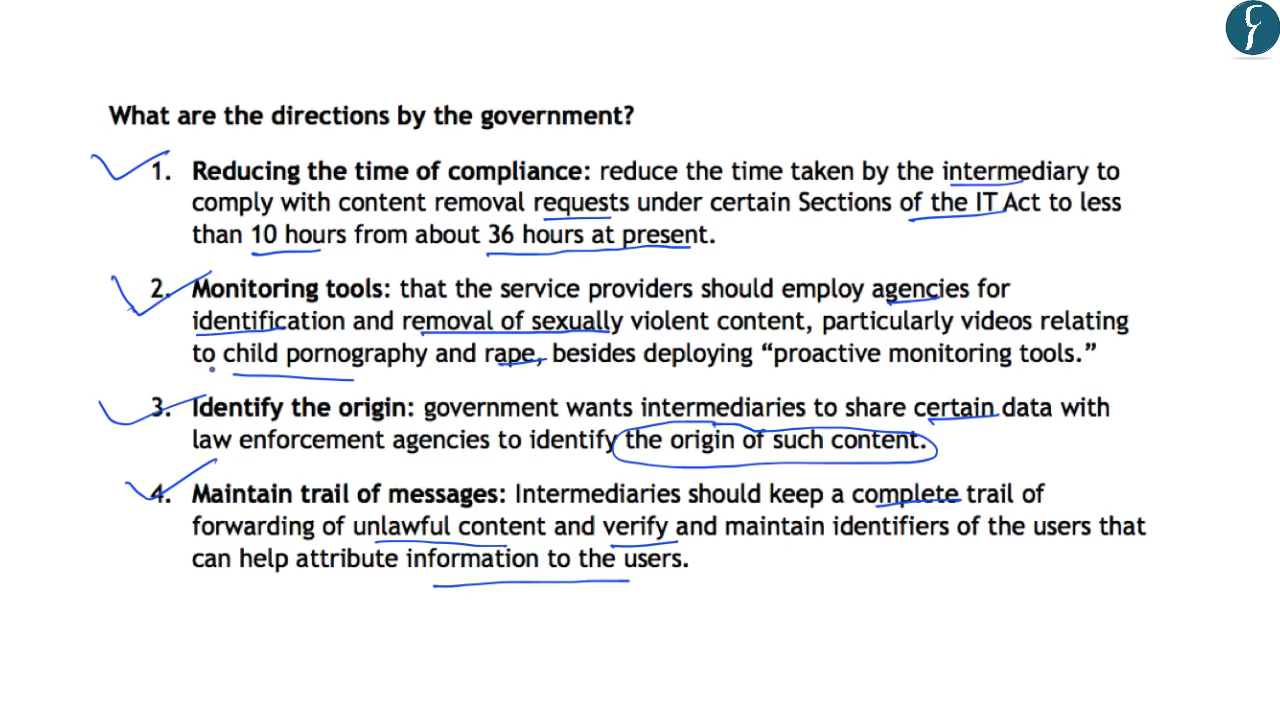 What are the directions by the government?
1. Reducing the time of compliance: reduce the time taken by the intermediary to
comply with content removal requests under certain Sections of the IT Act to less
than 10 hours from about 36 hours at present.
2. Monitoring tools: that the service providers should employ agencies for
identification and removal of sexually violent content, particularly videos relating
to child pornography and rape, besides deploying “proactive monitoring tools.”
3. Identify the origin: government wants intermediaries to share certain data with
law enforcement agencies to identify the origin of such content.
4. Maintain trail of messages: Intermediaries should keep a complete trail of
forwarding of unlawful content and verify and maintain identifiers of the users that
can help attribute information to the users.